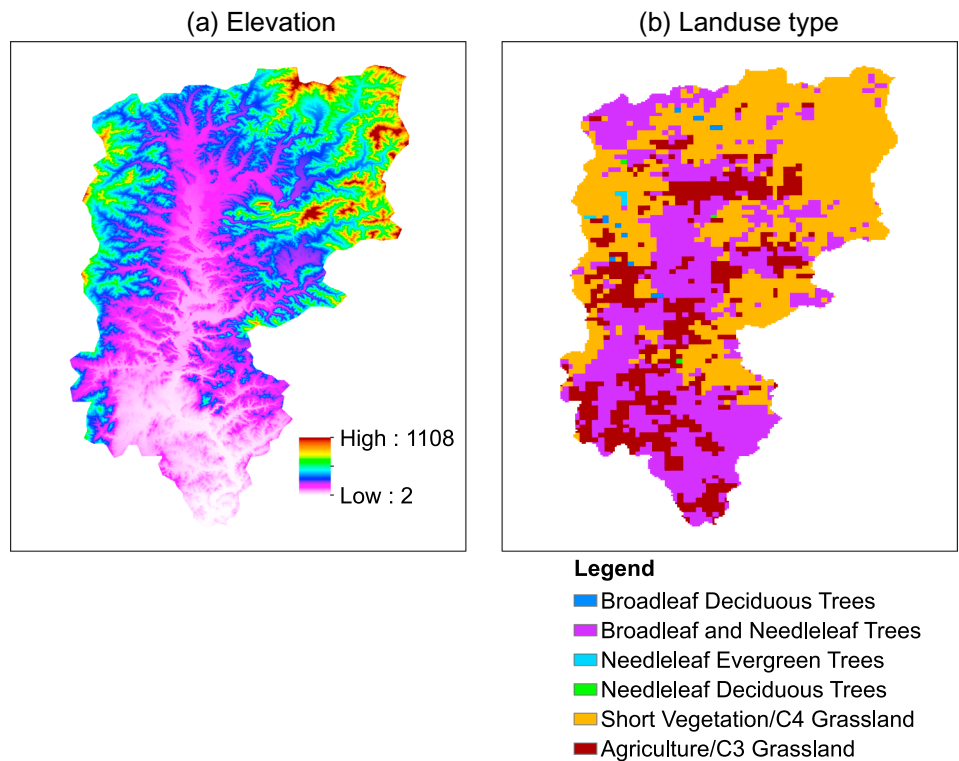 (a) Elevation
(b) Landuse type
High : 1108
Low : 2
Legend
Broadleaf Deciduous Trees
Broadleaf and Needleleaf Trees
Needleleaf Evergreen Trees
Needleleaf Deciduous Trees
Short Vegetation/C4 Grassland
Agriculture/C3 Grassland